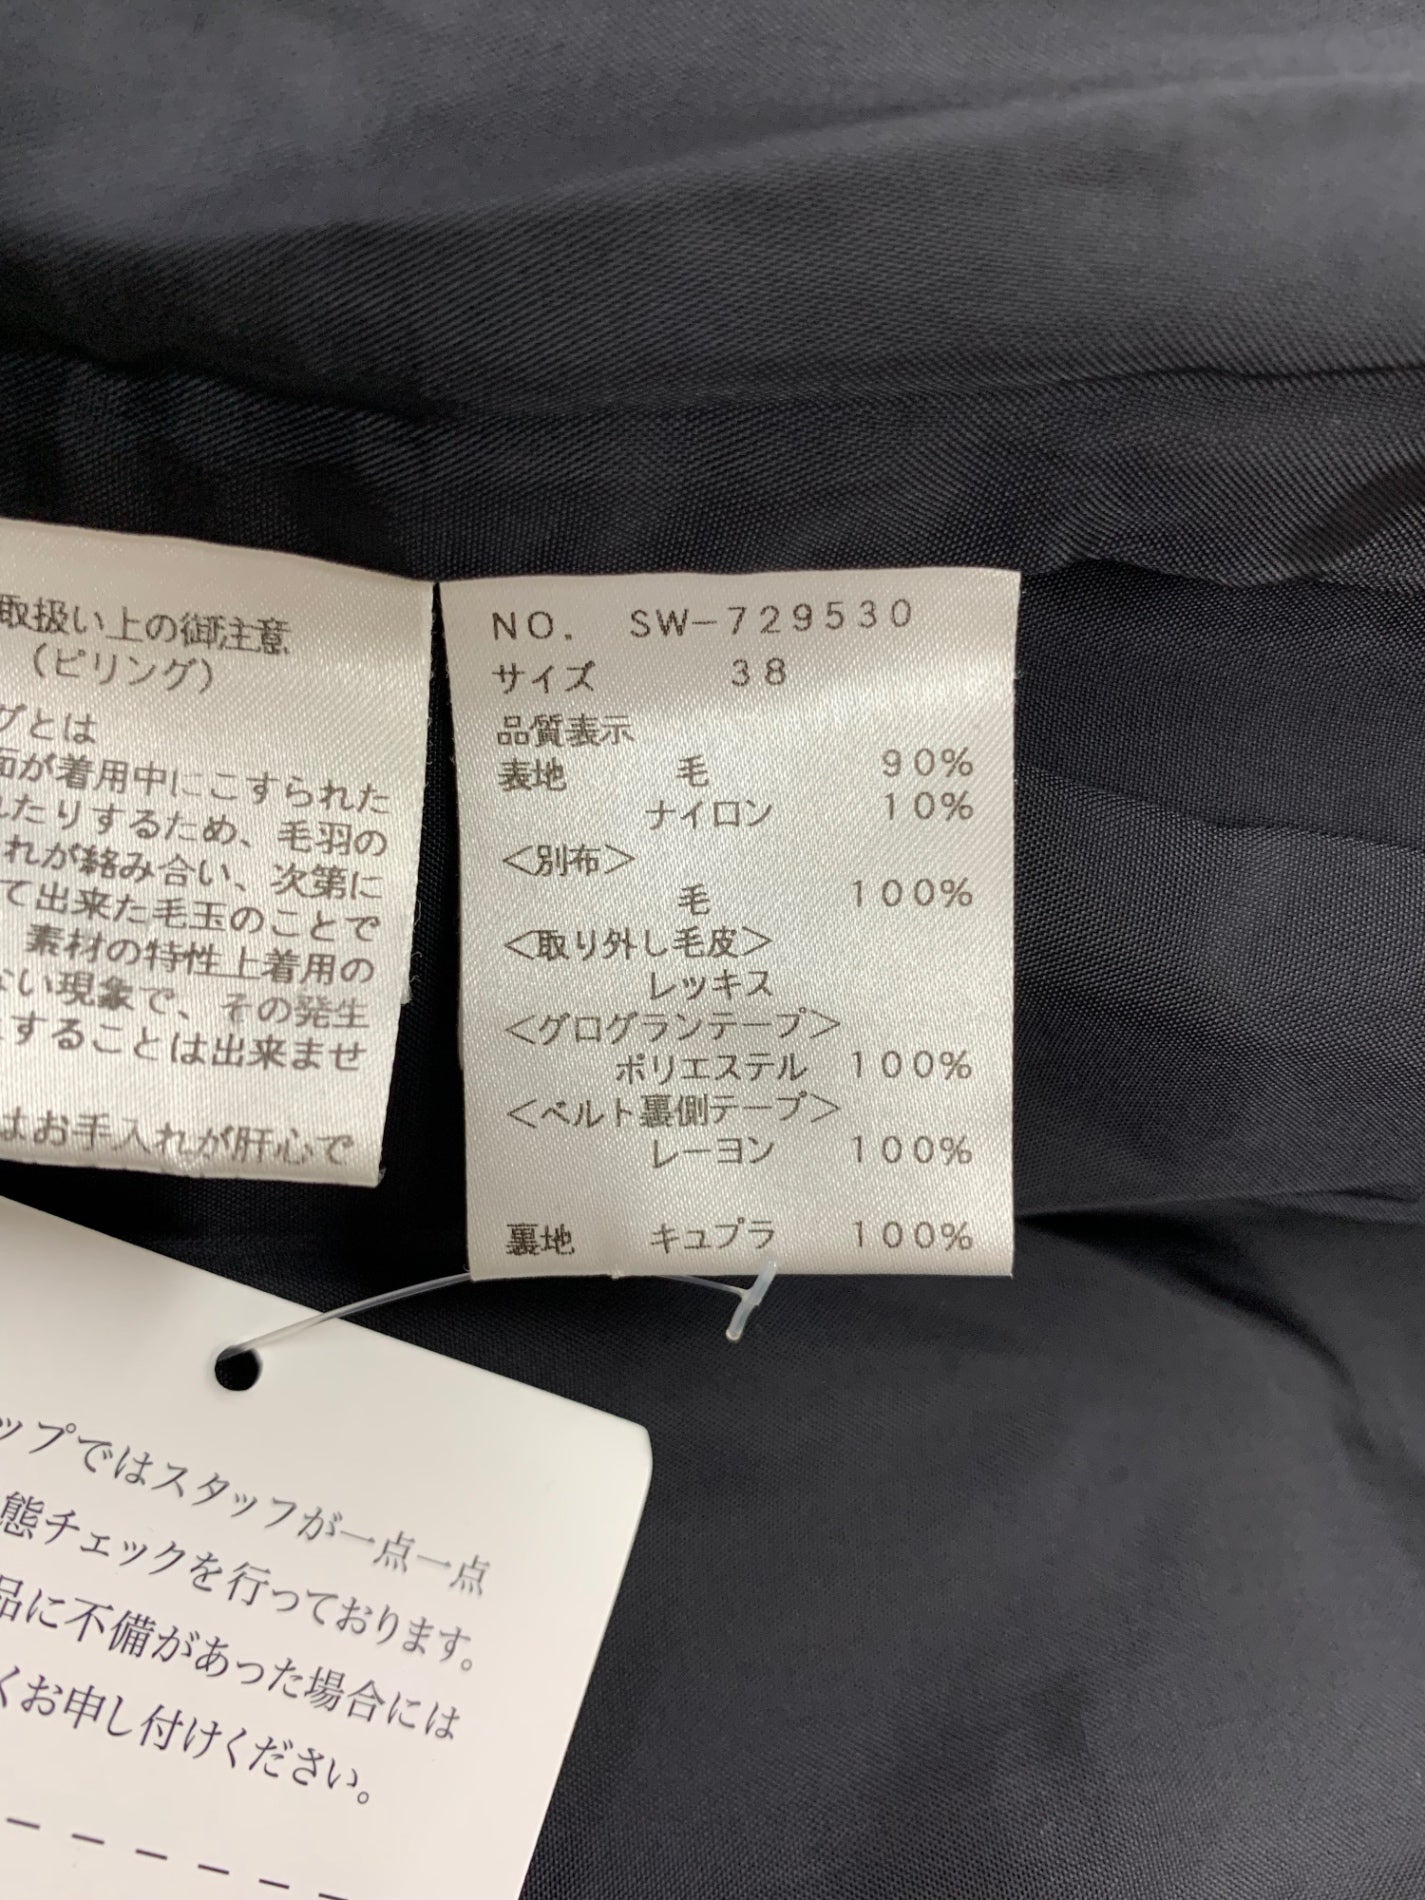 取扱い上の御注意
（ピリング）
グとは
面が着用中にこすられた
たりするため、毛羽の
れが絡み合い、次第に
て出来た毛玉のことで
素材の特性上着用の
ない現象で、その発生
することは出来ませ
はお手入れが肝心で
NO. SW-729530
サイズ 38
品質表示
表地 毛 90%
ナイロン 10%
<別布>
毛 100%
<取り外し毛皮>
レッキス
<グログランテープ>
ポリエステル 100%
<ベルト裏側テープ>
レーヨン 100%
裏地 キュプラ 100%
ップではスタッフが一点一点
態チェックを行っております。
品に不備があった場合には
くお申し付けください。